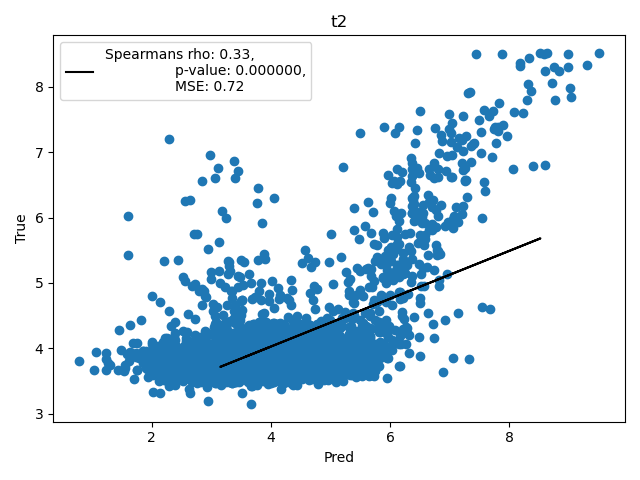 t2
Spearmans rho: 0.33,
p-value: 0.000000,
MSE: 0.72
True
8
7
6
5
4
3
2 4 6 8
Pred